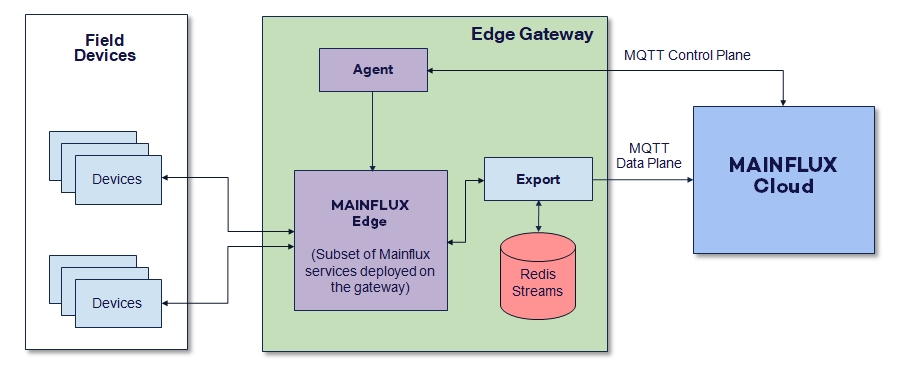 Field
Devices
Devices
Devices
Edge Gateway
Agent
MAINFLUX
Edge
(Subset of Mainflux
services deployed on
the gateway)
Export
Redis
Streams
MQTT Control Plane
MQTT
Data Plane
MAINFLUX
Cloud